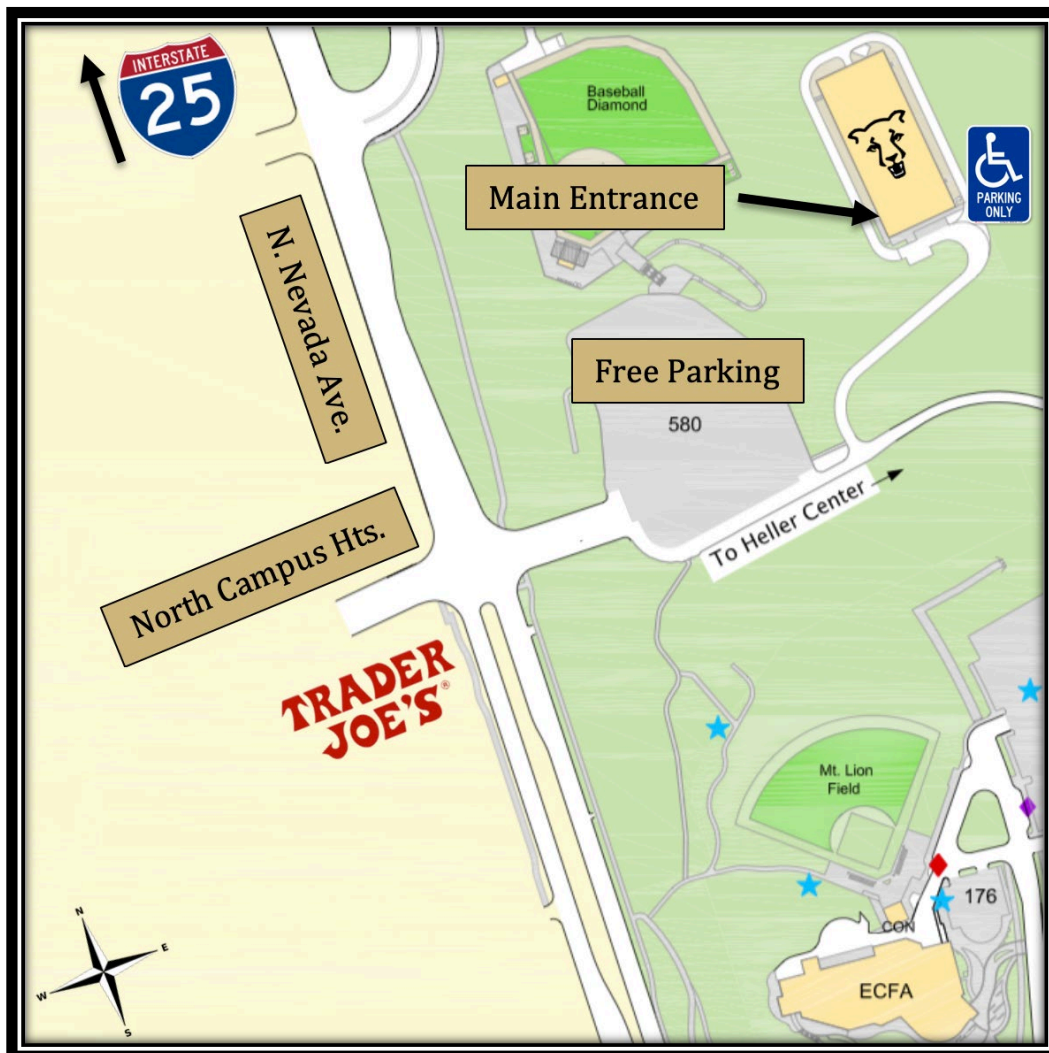 INTERSTATE
25
Baseball
Diamond
Main Entrance
PARKING
ONLY
N. Nevada Ave.
Free Parking
580
To Heller Center
North Campus Hts.
TRADER
JOE'S®
Mt. Lion
Field
176
CON
ECFA
N
E
W
S